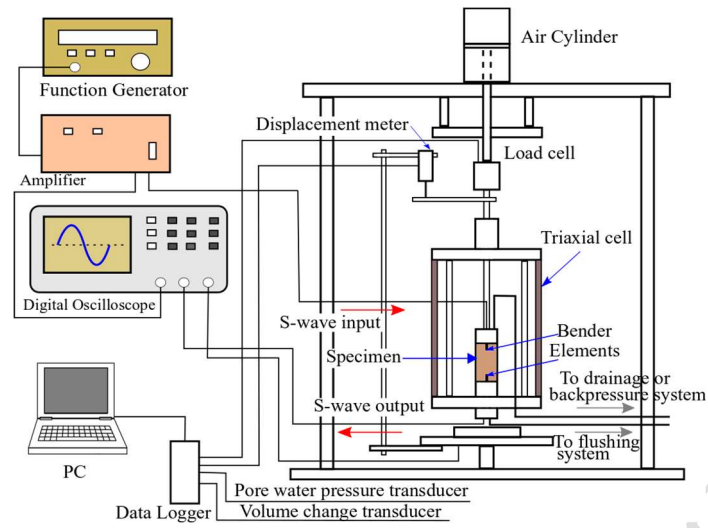 Air Cylinder
Function Generator
Displacement meter
Load cell
Amplifier
Triaxial cell
Digital Oscilloscope
S-wave input
Bender
Elements
Specimen
To drainage or
backpressure system
S-wave output
To flushing
system
PC
Pore water pressure transducer
Data Logger
Volume change transducer